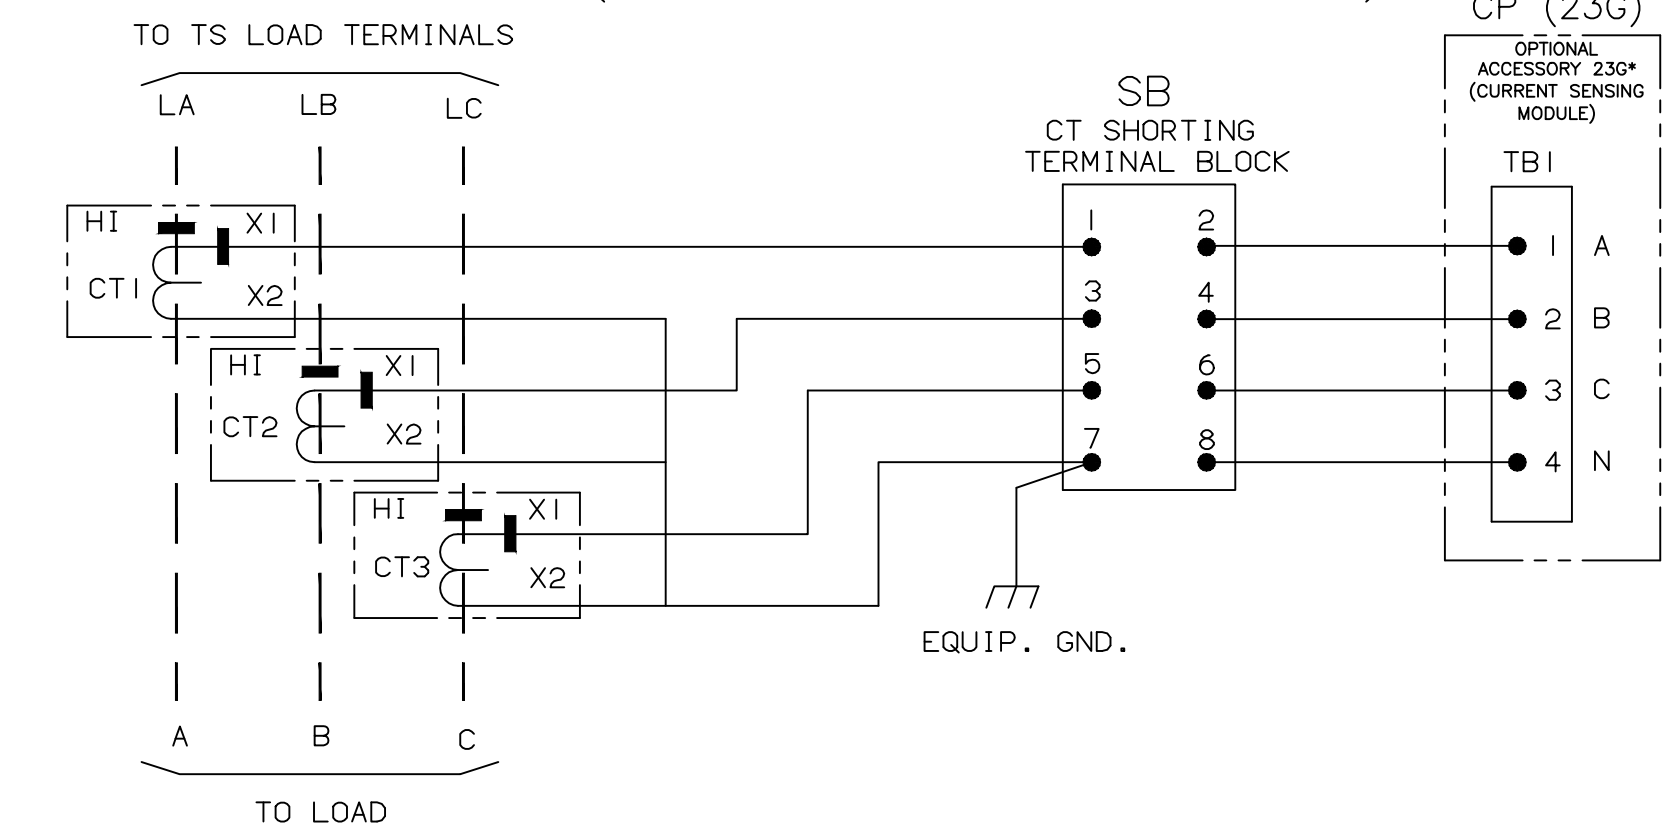 CP (23G)
TO TS LOAD TERMINALS
LA LB LC
OPTIONAL
ACCESSORY 23G*
(CURRENT SENSING
MODULE)
SB
CT SHORTING
TERMINAL BLOCK
TB1
H1 X1
CT1 X2
H1 X1
CT2 X2
H1 X1
CT3 X2
1 2
3 4
5 6
7 8
1 A
2 B
3 C
4 N
EQUIP. GND.
A B C
TO LOAD